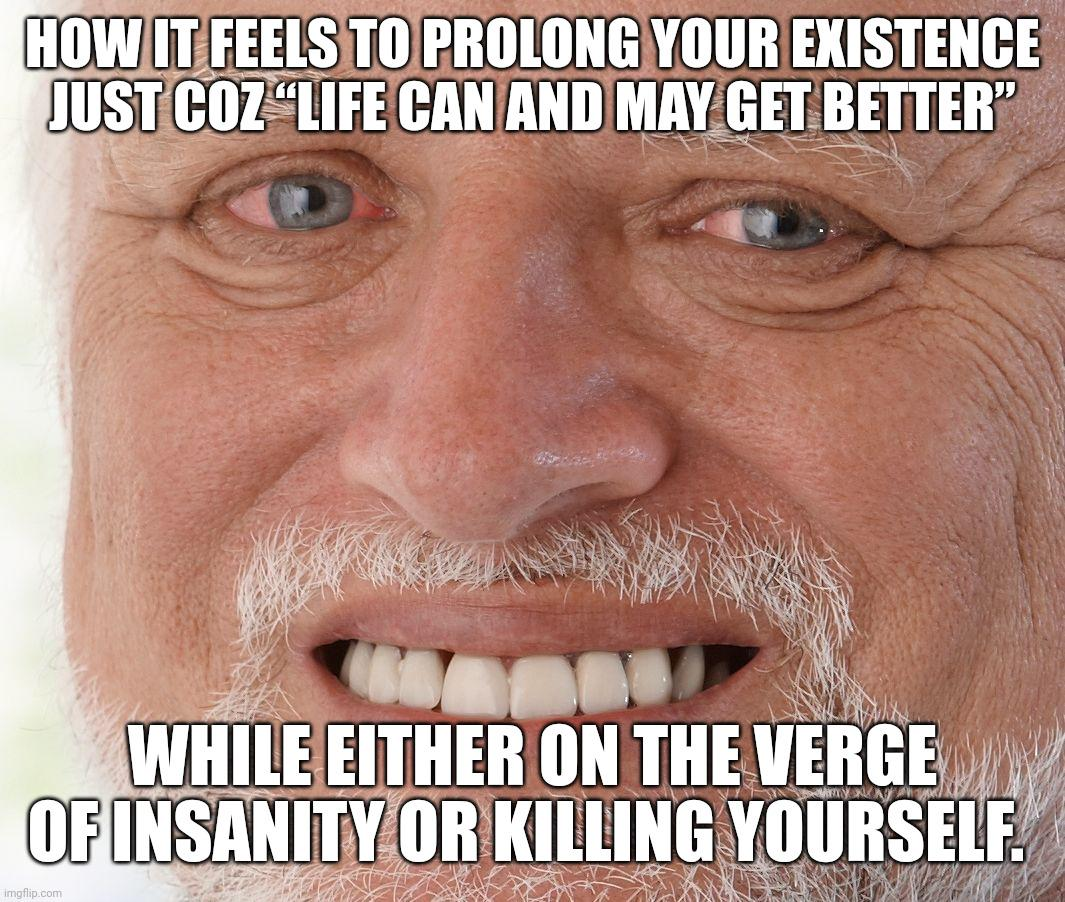 HOW IT FEELS TO PROLONG YOUR EXISTENCE
JUST COZ “LIFE CAN AND MAY GET BETTER”
WHILE EITHER ON THE VERGE
OF INSANITY OR KILLING YOURSELF.
imgflip.com